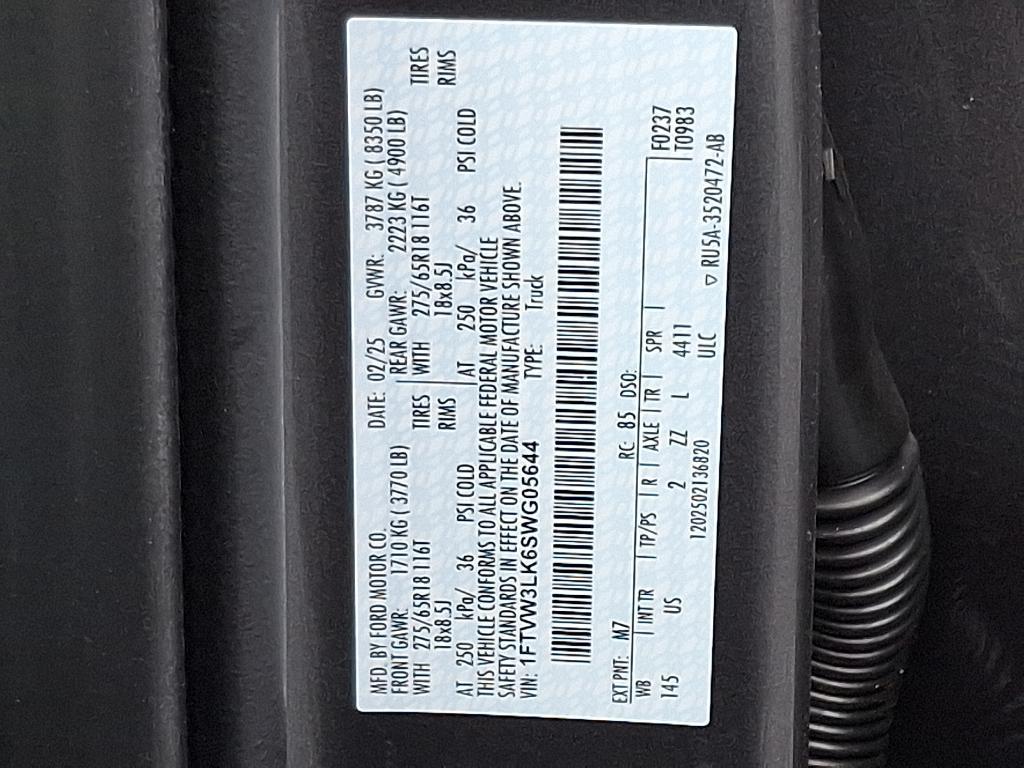 MFD. BY FORD MOTOR CO. DATE: 02/25 GVWR: 3787 KG ( 8350 LB)
FRONT GAWR: 1710 KG ( 3770 LB) REAR GAWR: 2223 KG ( 4900 LB)
WITH 275/65R18 116T TIRES WITH 275/65R18 116T TIRES
18x8.5J RIMS 18x8.5J RIMS
AT 250 kPa/ 36 PSI COLD AT 250 kPa/ 36 PSI COLD
THIS VEHICLE CONFORMS TO ALL APPLICABLE FEDERAL MOTOR VEHICLE
SAFETY STANDARDS IN EFFECT ON THE DATE OF MANUFACTURE SHOWN ABOVE.
VIN: 1FTVW3LK6SWG05644 TYPE: Truck
EXT PNT: M7 RC: 85 DSO:
WB INT TR TP/PS R AXLE TR SPR F0237
145 US 2 ZZ L 4411 T0983
1202502136820 ULC ▽ RU5A-3520472-AB